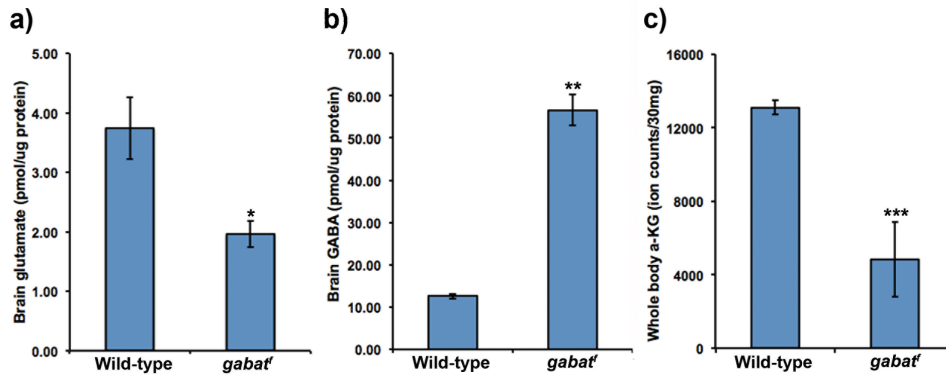 a)
Brain glutamate (pmol/ug protein)
5.00
4.00
3.00
2.00
1.00
0.00
*
Wild-type
gabatᶠ
b)
Brain GABA (pmol/ug protein)
70.00
60.00
50.00
40.00
30.00
20.00
10.00
0.00
**
Wild-type
gabatᶠ
c)
Whole body a-KG (ion counts/30mg)
16000
12000
8000
4000
0
***
Wild-type
gabatᶠ